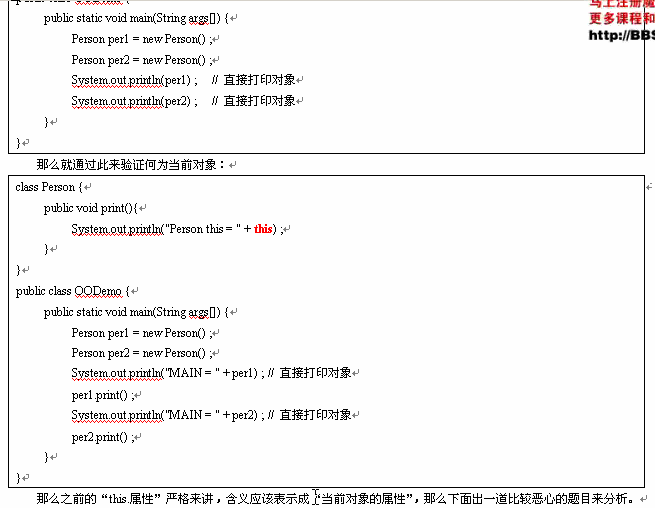 马上注册魔
更多课程和
http://BBS
public static void main(String args[]) {
Person per1 = new Person() ;
Person per2 = new Person() ;
System.out.println(per1) ; // 直接打印对象
System.out.println(per2) ; // 直接打印对象
}
}
那么就通过此来验证何为当前对象：
class Person {
public void print(){
System.out.println("Person this = " + this) ;
}
}
public class OODemo {
public static void main(String args[]) {
Person per1 = new Person() ;
Person per2 = new Person() ;
System.out.println("MAIN = " + per1) ; // 直接打印对象
per1.print() ;
System.out.println("MAIN = " + per2) ; // 直接打印对象
per2.print() ;
}
}
那么之前的“this.属性”严格来讲，含义应该表示成“当前对象的属性”，那么下面出一道比较恶心的题目来分析。